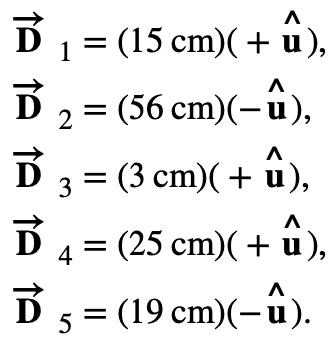 D⃗ ₁ = (15 cm)( + û ),
D⃗ ₂ = (56 cm)(− û ),
D⃗ ₃ = (3 cm)( + û ),
D⃗ ₄ = (25 cm)( + û ),
D⃗ ₅ = (19 cm)(− û ).